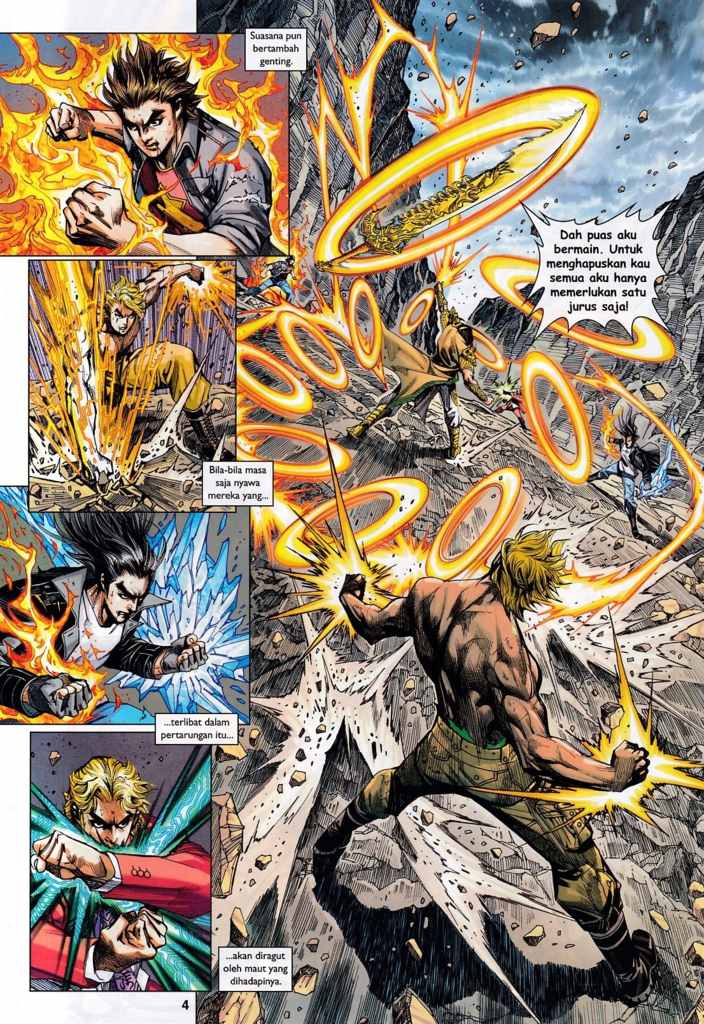 Suasana pun
bertambah
genting.
Dah puas aku
bermain. Untuk
menghapuskan kau
semua aku hanya
memerlukan satu
jurus saja!
Bila-bila masa
saja nyawa
mereka yang...
...terlibat dalam
pertarungan itu...
...akan diragut
oleh maut yang
dihadapinya.
4